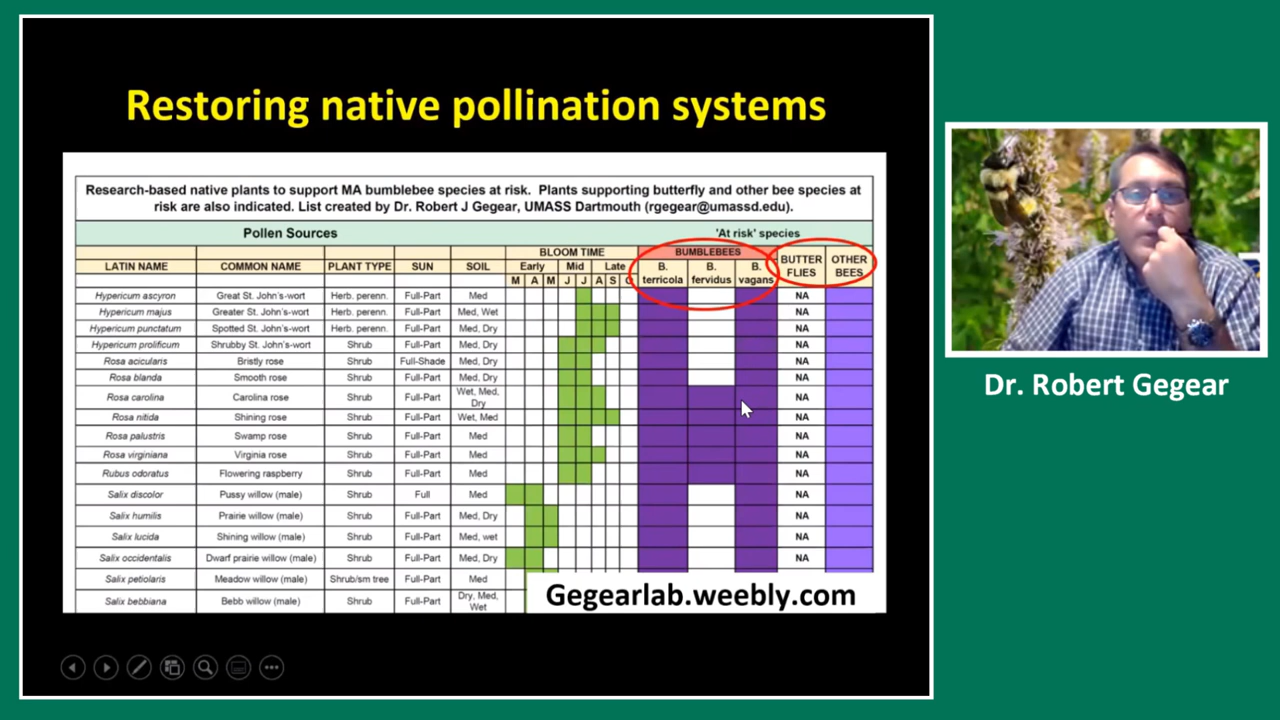 Restoring native pollination systems
Research-based native plants to support MA bumblebee species at risk. Plants supporting butterfly and other bee species at
risk are also indicated. List created by Dr. Robert J Gegear, UMASS Dartmouth (rgegear@umassd.edu).
Pollen Sources 'At risk' species
BLOOM TIME BUMBLEBEES BUTTER FLIES OTHER BEES
LATIN NAME COMMON NAME PLANT TYPE SUN SOIL Early Mid Late B. terricola B. fervidus B. vagans
M A M J J A S
Hypericum ascyron Great St. John's-wort Herb. perenn. Full-Part Med NA
Hypericum majus Greater St. John's-wort Herb. perenn. Full-Part Med, Wet NA
Hypericum punctatum Spotted St. John's-wort Herb. perenn. Full-Part Med, Dry NA
Hypericum prolificum Shrubby St. John's-wort Shrub Full-Part Med, Dry NA
Rosa acicularis Bristly rose Shrub Full-Shade Med, Dry NA
Rosa blanda Smooth rose Shrub Full-Part Med, Dry NA
Rosa carolina Carolina rose Shrub Full-Part Wet, Med, Dry NA
Rosa nitida Shining rose Shrub Full-Part Wet, Med NA
Rosa palustris Swamp rose Shrub Full-Part Med NA
Rosa virginiana Virginia rose Shrub Full-Part Med NA
Rubus odoratus Flowering raspberry Shrub Full-Part Med NA
Salix discolor Pussy willow (male) Shrub Full Med NA
Salix humilis Prairie willow (male) Shrub Full-Part Med, Dry NA
Salix lucida Shining willow (male) Shrub Full-Part Med, wet NA
Salix occidentalis Dwarf prairie willow (male) Shrub Full-Part Med, Dry NA
Salix petiolaris Meadow willow (male) Shrub/sm tree Full-Part Med
Salix bebbiana Bebb willow (male) Shrub Full-Part Dry, Med, Wet
Gegearlab.weebly.com
Dr. Robert Gegear